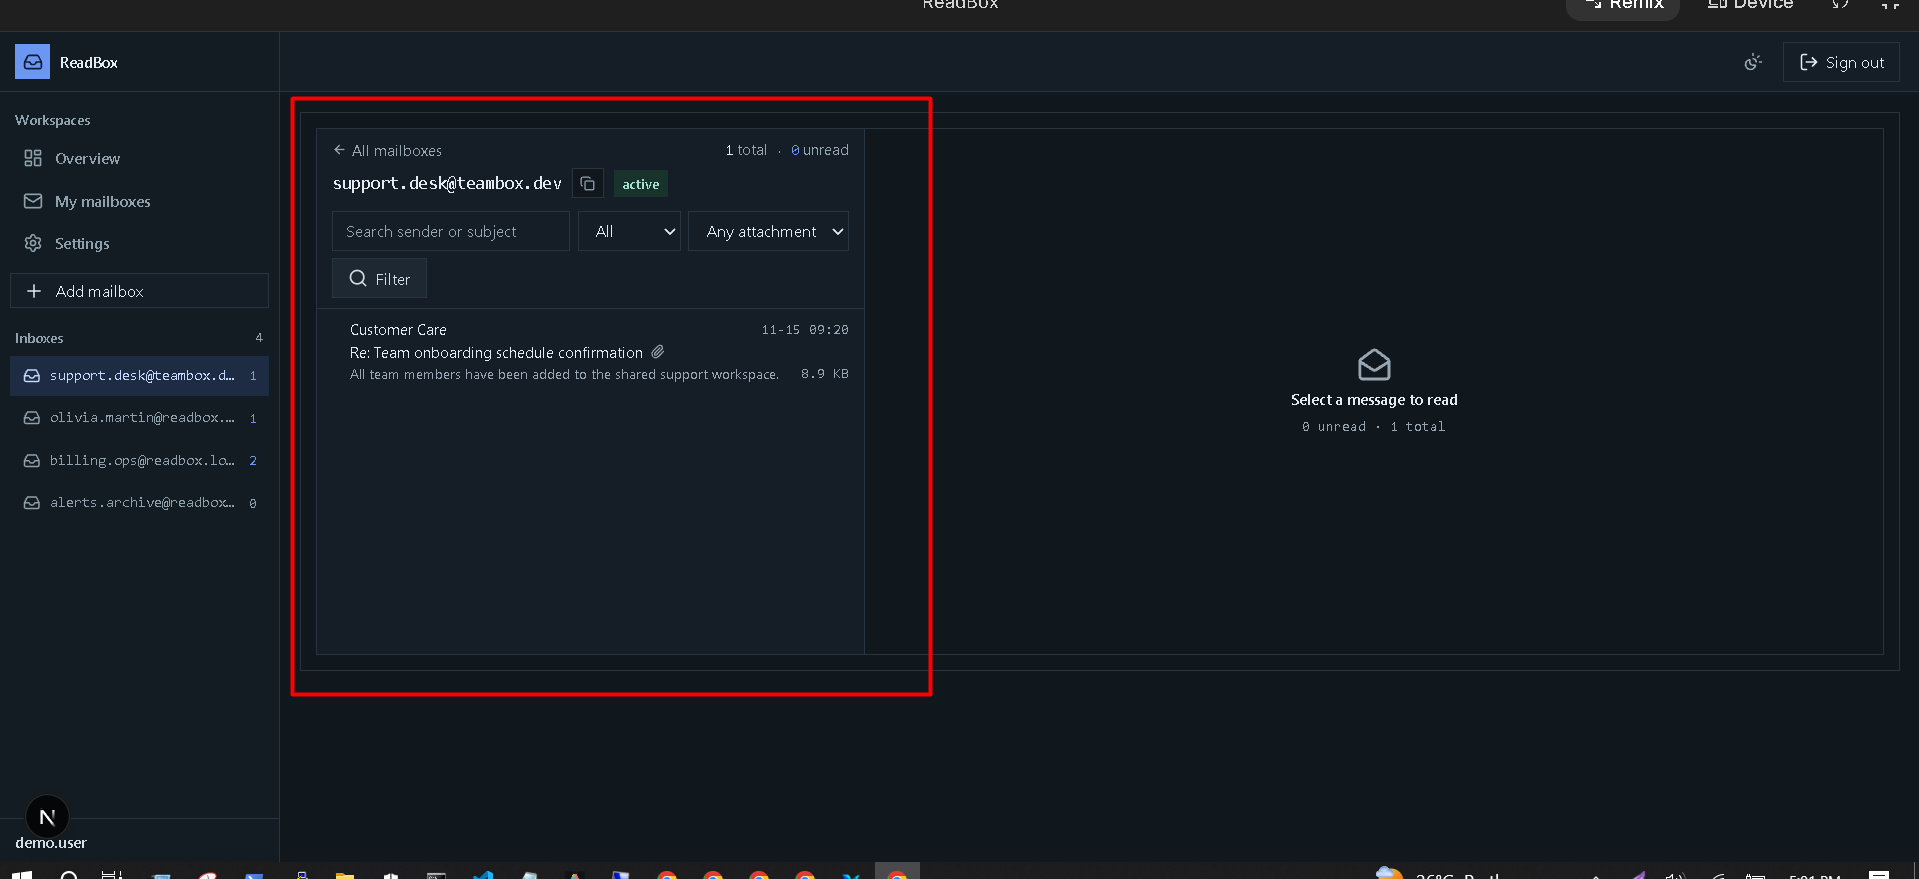 ReadBox
Remix
Device
ReadBox
Sign out
Workspaces
Overview
My mailboxes
Settings
Add mailbox
Inboxes 4
support.desk@teambox.d… 1
olivia.martin@readbox.… 1
billing.ops@readbox.lo… 2
alerts.archive@readbox… 0
N
demo.user
All mailboxes
1 total · 0 unread
support.desk@teambox.dev
active
Search sender or subject
All
Any attachment
Filter
Customer Care 11-15 09:20
Re: Team onboarding schedule confirmation
All team members have been added to the shared support workspace. 8.9 KB
Select a message to read
0 unread · 1 total